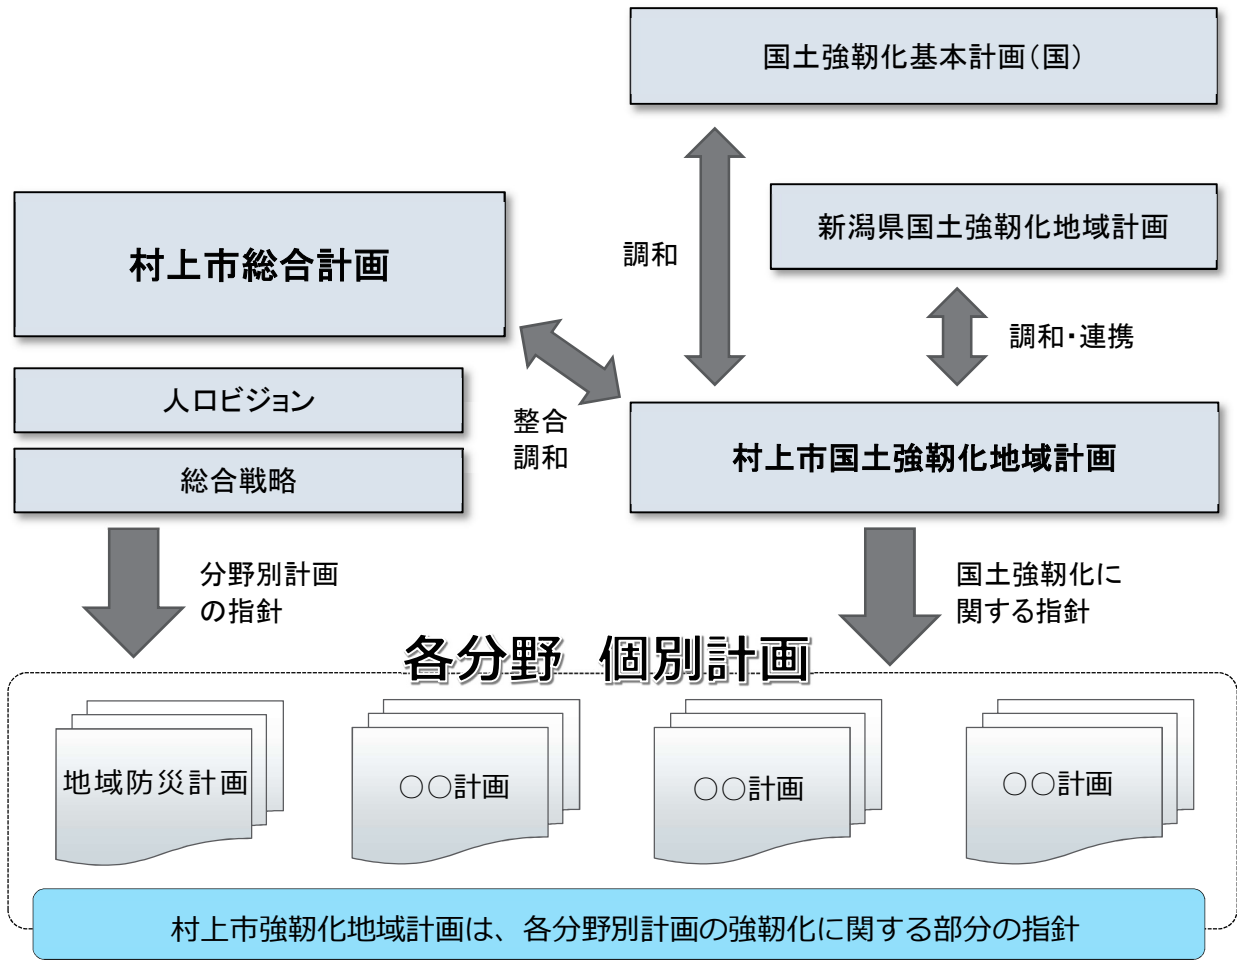 国土強靱化基本計画（国）
新潟県国土強靱化地域計画
村上市総合計画
調和
調和・連携
人口ビジョン
総合戦略
整合
調和
村上市国土強靱化地域計画
分野別計画
の指針
国土強靱化に
関する指針
各分野　個別計画
地域防災計画
○○計画
○○計画
○○計画
村上市強靱化地域計画は、各分野別計画の強靱化に関する部分の指針